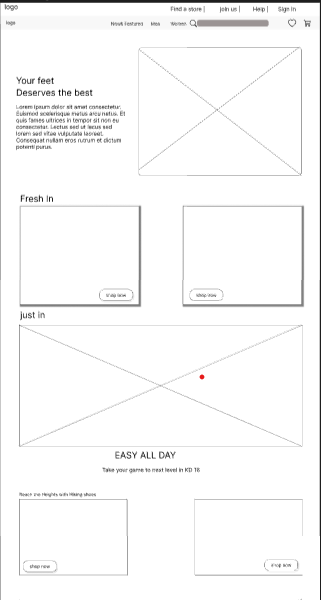 logo
Find a store |
join us |
Help |
Sign In
logo
New& Featured
Men
Women
Your feet
Deserves the best
Lorem ipsum dolor sit amet consectetur.
Euismod scelerisque metus arcu netus. Et
quis fames ultrices in tempor sit non eu
consectetur. Lectus sed ut lacus sed
lorem sed vitae vulputate laoreet.
Consequat nullam eros rutrum et dictum
potenti purus.
Fresh In
shop now
shop now
just in
EASY ALL DAY
Take your game to next level in KD 16
Reach the Heights with Hiking shoes
shop now
shop now